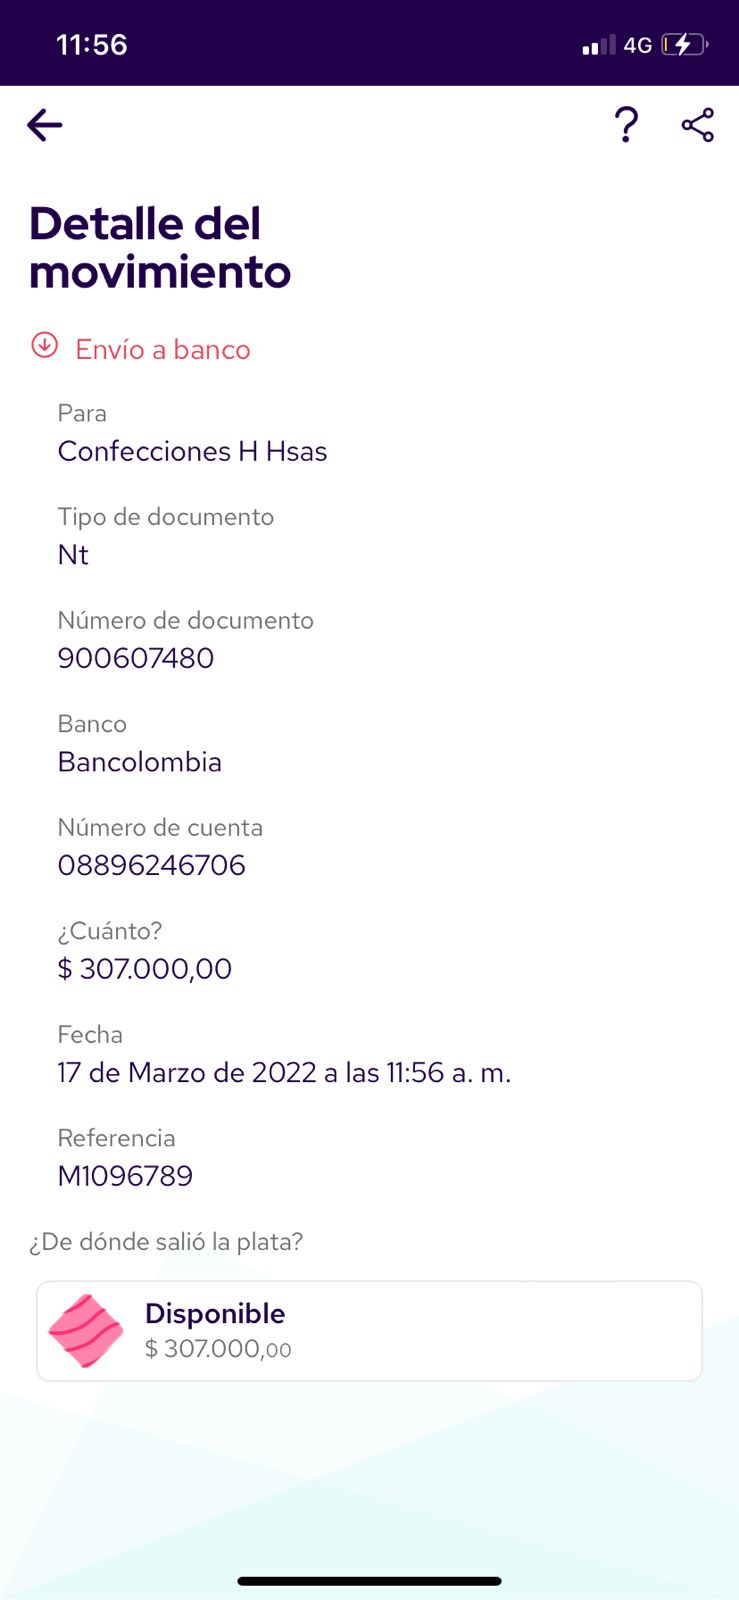 11:56
4G
Detalle del
movimiento
Envío a banco
Para
Confecciones H Hsas
Tipo de documento
Nt
Número de documento
900607480
Banco
Bancolombia
Número de cuenta
08896246706
¿Cuánto?
$ 307.000,00
Fecha
17 de Marzo de 2022 a las 11:56 a. m.
Referencia
M1096789
¿De dónde salió la plata?
Disponible
$ 307.000,00